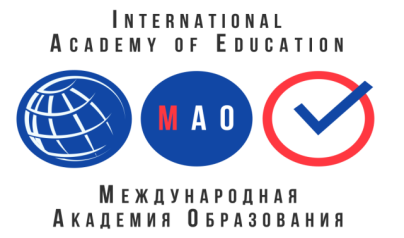 International
Academy of Education
МАО
Международная
Академия Образования